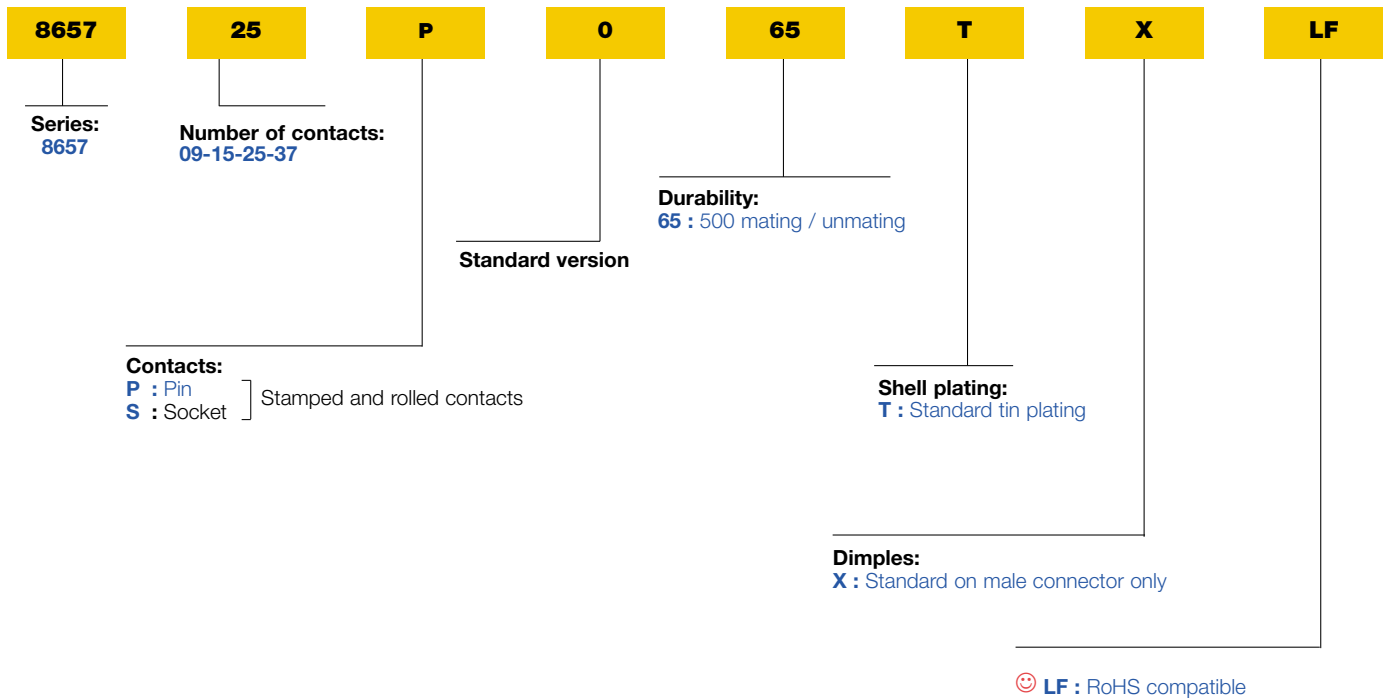 8657 25 P 0 65 T X LF
Series:
8657
Number of contacts:
09-15-25-37
Durability:
65 : 500 mating / unmating
Standard version
Contacts:
P : Pin
S : Socket
Stamped and rolled contacts
Shell plating:
T : Standard tin plating
Dimples:
X : Standard on male connector only
LF : RoHS compatible